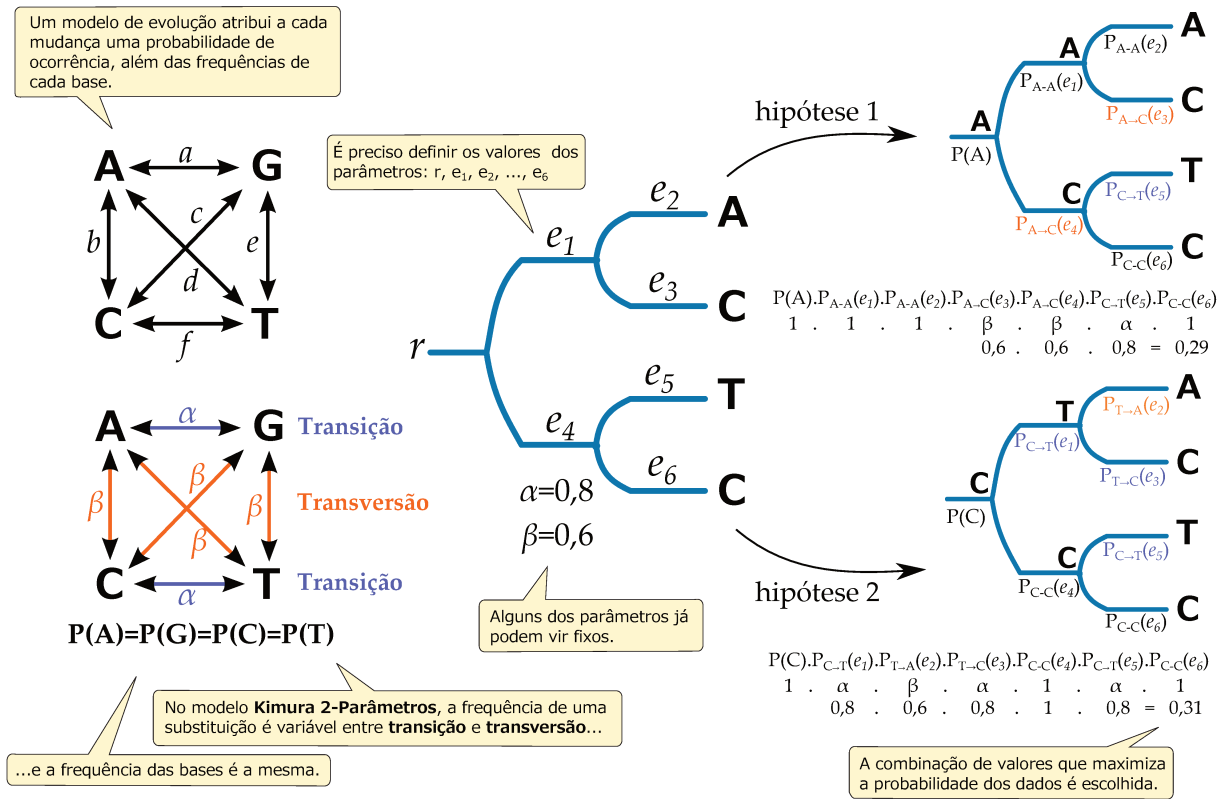 Um modelo de evolução atribui a cada
mudança uma probabilidade de
ocorrência, além das frequências de
cada base.
A a G
b c d e
C f T
A α G Transição
β β β β Transversão
C α T Transição
P(A)=P(G)=P(C)=P(T)
No modelo Kimura 2-Parâmetros, a frequência de uma
substituição é variável entre transição e transversão...
...e a frequência das bases é a mesma.
É preciso definir os valores dos
parâmetros: r, e1, e2, ..., e6
r
e1
e2 A
e3 C
e4
e5 T
e6 C
α=0,8
β=0,6
Alguns dos parâmetros já
podem vir fixos.
hipótese 1
A
P(A)
A
PA-A(e1)
PA-A(e2) A
PA→C(e3) C
C
PA→C(e4)
PC→T(e5) T
PC-C(e6) C
P(A).PA-A(e1).PA-A(e2).PA→C(e3).PA→C(e4).PC→T(e5).PC-C(e6)
1 . 1 . 1 . β . β . α . 1
0,6 . 0,6 . 0,8 = 0,29
hipótese 2
C
P(C)
T
PC→T(e1)
PT→A(e2) A
PT→C(e3) C
C
PC-C(e4)
PC→T(e5) T
PC-C(e6) C
P(C).PC→T(e1).PT→A(e2).PT→C(e3).PC-C(e4).PC→T(e5).PC-C(e6)
1 . α . β . α . 1 . α . 1
0,8 . 0,6 . 0,8 . 1 . 0,8 = 0,31
A combinação de valores que maximiza
a probabilidade dos dados é escolhida.